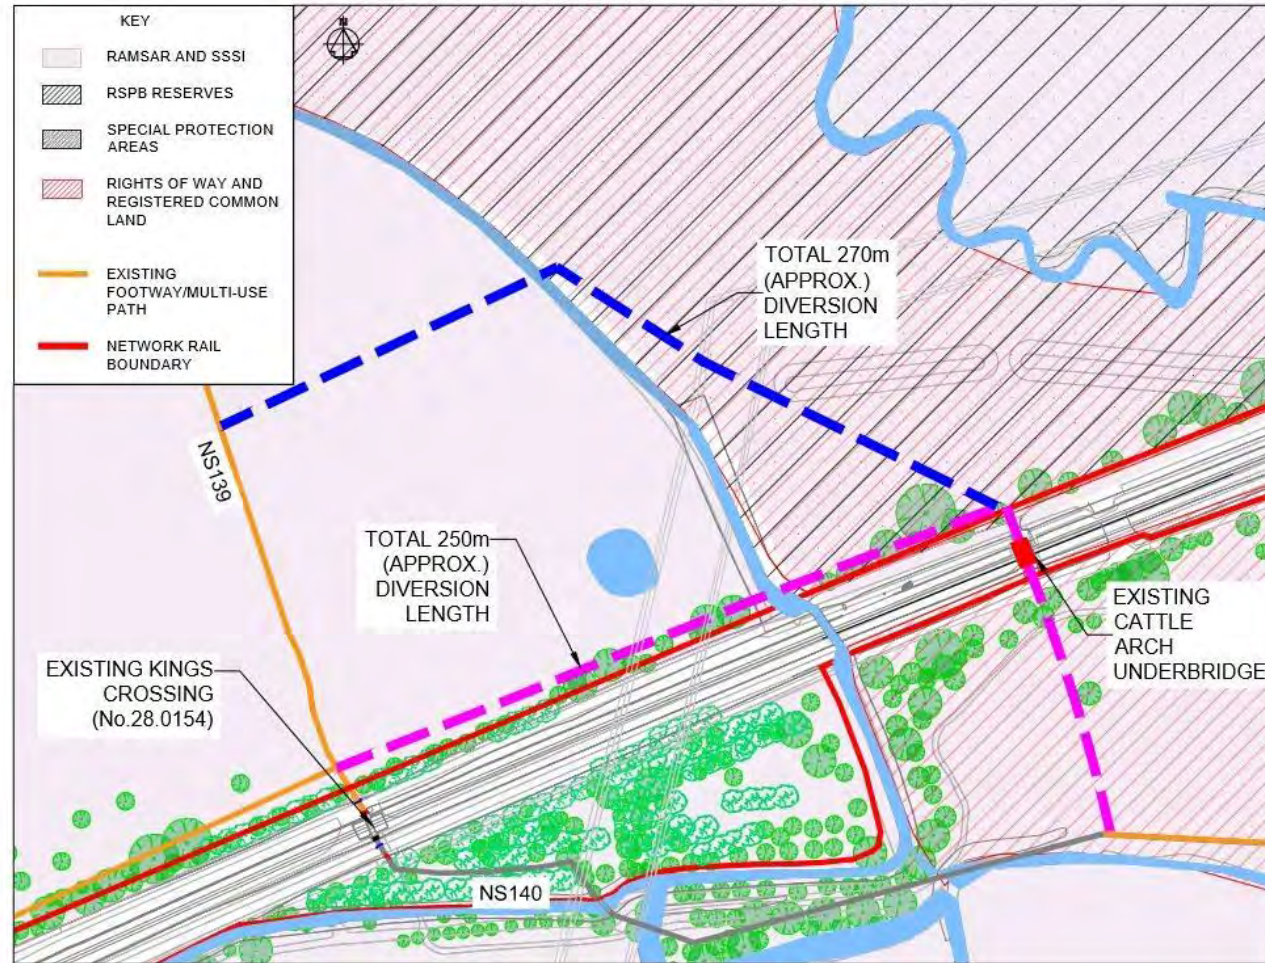 KEY
RAMSAR AND SSSI
RSPB RESERVES
SPECIAL PROTECTION
AREAS
RIGHTS OF WAY AND
REGISTERED COMMON
LAND
EXISTING
FOOTWAY/MULTI-USE
PATH
NETWORK RAIL
BOUNDARY
N
TOTAL 270m
(APPROX.)
DIVERSION
LENGTH
NS139
TOTAL 250m
(APPROX.)
DIVERSION
LENGTH
EXISTING KINGS
CROSSING
(No.28.0154)
EXISTING
CATTLE
ARCH
UNDERBRIDGE
NS140